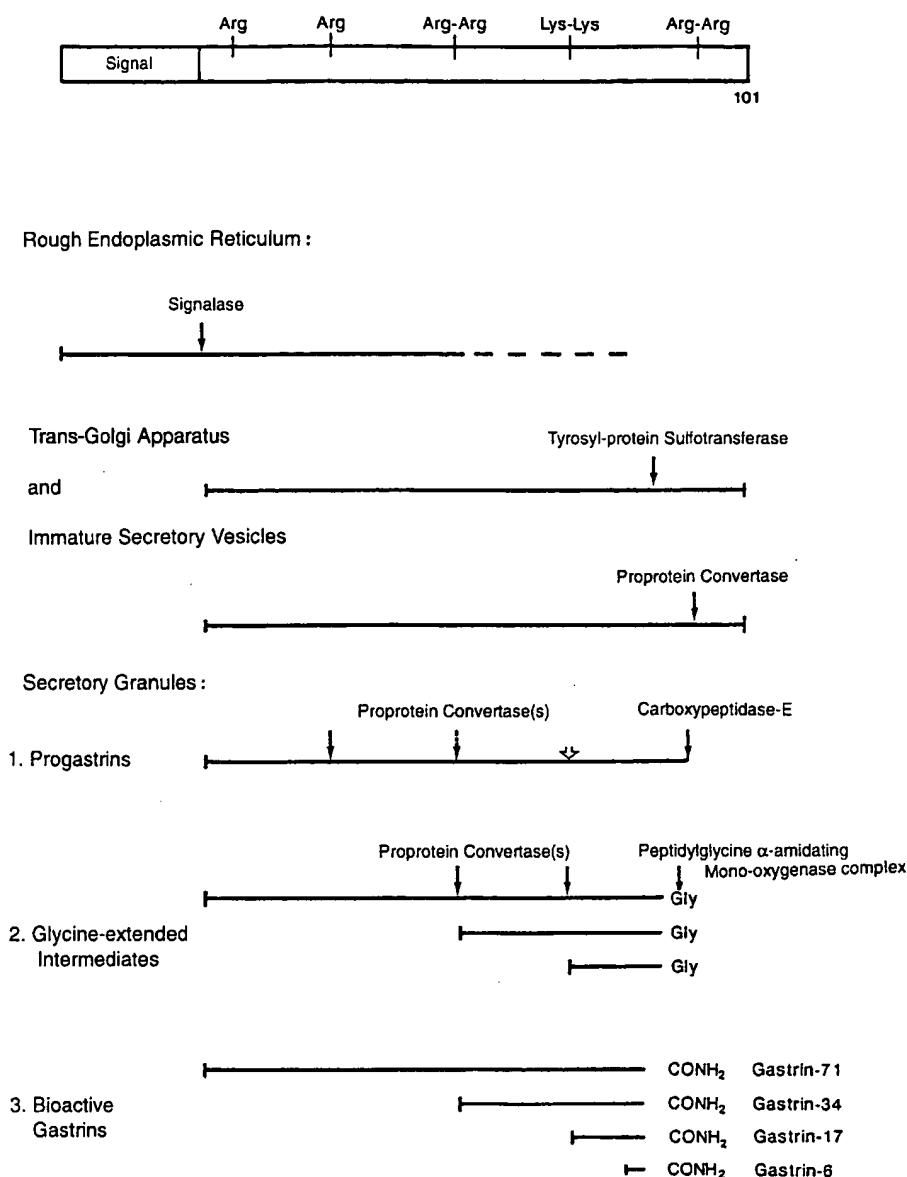 Arg Arg Arg-Arg Lys-Lys Arg-Arg
Signal
101
Rough Endoplasmic Reticulum :
Signalase
Trans-Golgi Apparatus
Tyrosyl-protein Sulfotransferase
and
Immature Secretory Vesicles
Proprotein Convertase
Secretory Granules :
Proprotein Convertase(s) Carboxypeptidase-E
1. Progastrins
Proprotein Convertase(s) Peptidylglycine α-amidating
Mono-oxygenase complex
Gly
2. Glycine-extended Gly
Intermediates
Gly
CONH₂ Gastrin-71
3. Bioactive CONH₂ Gastrin-34
Gastrins
CONH₂ Gastrin-17
CONH₂ Gastrin-6